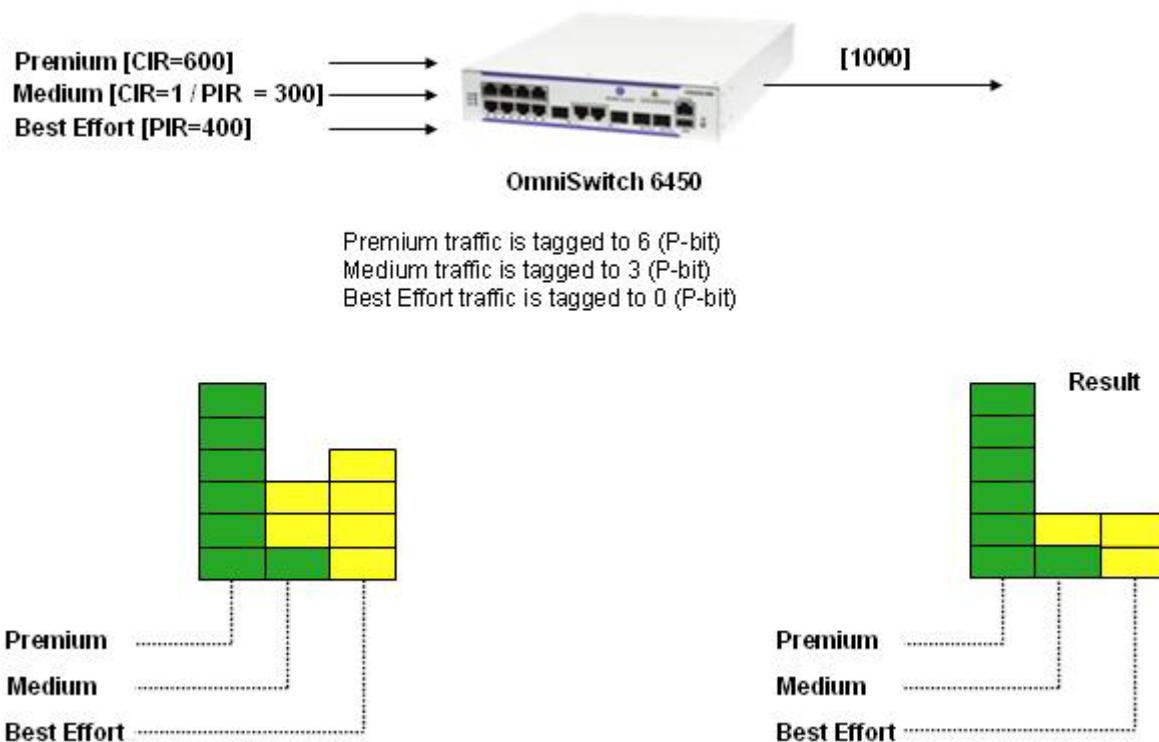 Premium [CIR=600]
Medium [CIR=1 / PIR = 300]
Best Effort [PIR=400]
[1000]
OmniSwitch 6450
Premium traffic is tagged to 6 (P-bit)
Medium traffic is tagged to 3 (P-bit)
Best Effort traffic is tagged to 0 (P-bit)
Result
Premium
Medium
Best Effort
Premium
Medium
Best Effort